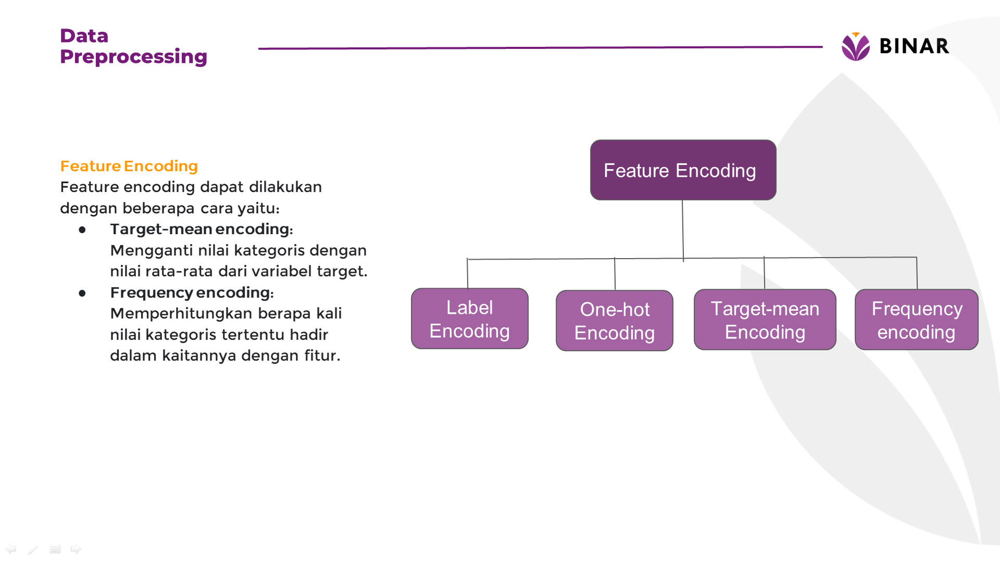 Data
Preprocessing
BINAR
Feature Encoding
Feature encoding dapat dilakukan
dengan beberapa cara yaitu:
● Target-mean encoding:
Mengganti nilai kategoris dengan
nilai rata-rata dari variabel target.
● Frequency encoding:
Memperhitungkan berapa kali
nilai kategoris tertentu hadir
dalam kaitannya dengan fitur.
Feature Encoding
Label
Encoding
One-hot
Encoding
Target-mean
Encoding
Frequency
encoding